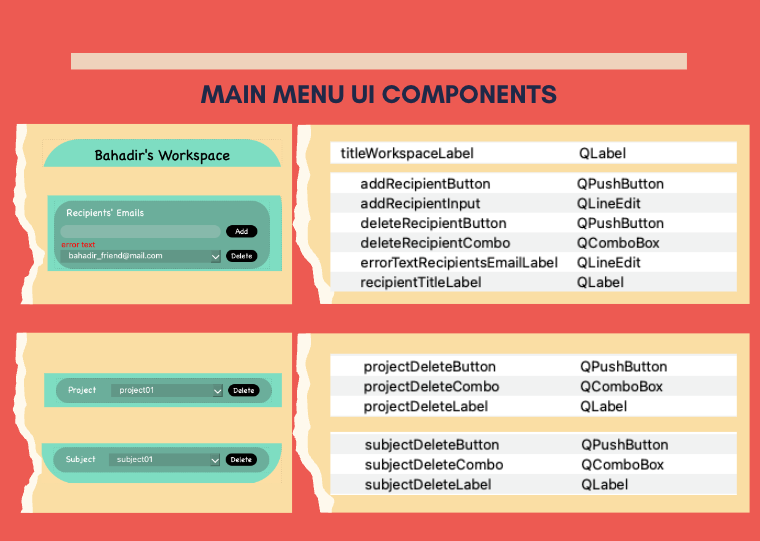 MAIN MENU UI COMPONENTS
Bahadir's Workspace
Recipients' Emails
Add
error text
bahadir_friend@mail.com Delete
titleWorkspaceLabel QLabel
addRecipientButton QPushButton
addRecipientInput QLineEdit
deleteRecipientButton QPushButton
deleteRecipientCombo QComboBox
errorTextRecipientsEmailLabel QLineEdit
recipientTitleLabel QLabel
Project project01 Delete
Subject subject01 Delete
projectDeleteButton QPushButton
projectDeleteCombo QComboBox
projectDeleteLabel QLabel
subjectDeleteButton QPushButton
subjectDeleteCombo QComboBox
subjectDeleteLabel QLabel